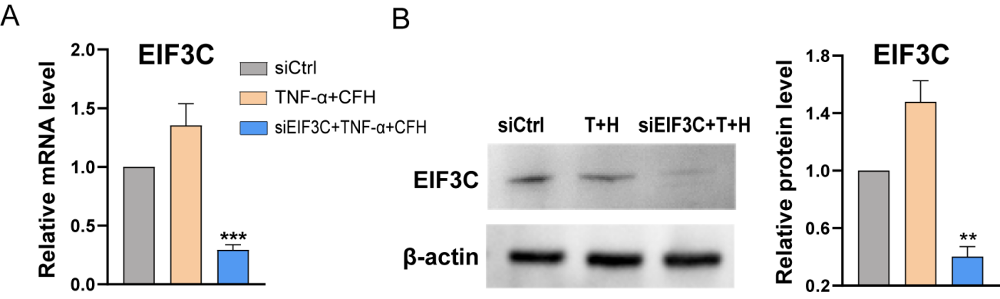 A
EIF3C
Relative mRNA level
2.0
1.5
1.0
0.5
0.0
***
siCtrl
TNF-α+CFH
siEIF3C+TNF-α+CFH
B
siCtrl T+H siEIF3C+T+H
EIF3C
β-actin
EIF3C
Relative protein level
1.8
1.4
1.0
0.6
0.2
**